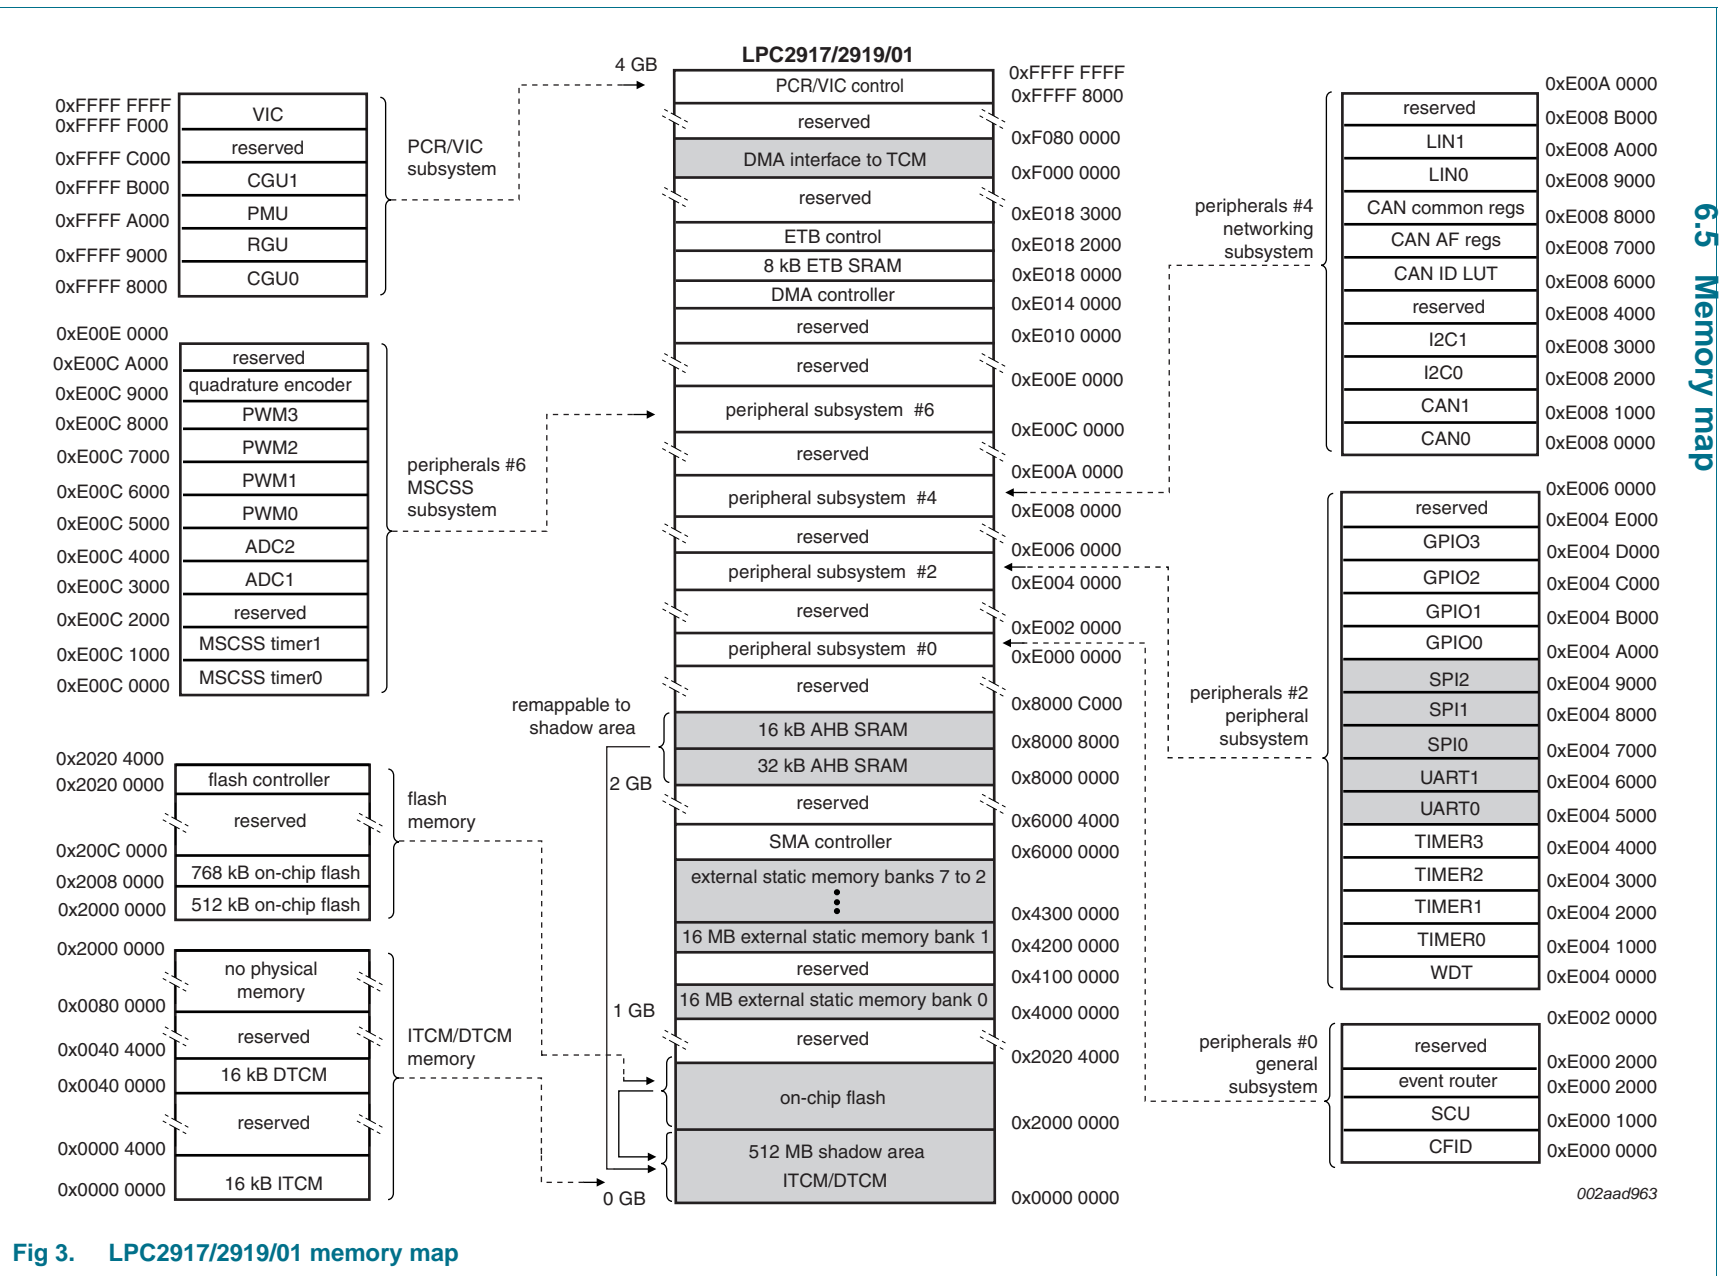 6.5 Memory map
LPC2917/2919/01
4 GB
PCR/VIC control
0xFFFF FFFF
0xFFFF 8000
reserved
0xF080 0000
DMA interface to TCM
0xF000 0000
reserved
0xE018 3000
ETB control
0xE018 2000
8 kB ETB SRAM
0xE018 0000
DMA controller
0xE014 0000
reserved
0xE010 0000
reserved
0xE00E 0000
peripheral subsystem #6
0xE00C 0000
reserved
0xE00A 0000
peripheral subsystem #4
0xE008 0000
reserved
0xE006 0000
peripheral subsystem #2
0xE004 0000
reserved
0xE002 0000
peripheral subsystem #0
0xE000 0000
reserved
0x8000 C000
16 kB AHB SRAM
0x8000 8000
32 kB AHB SRAM
0x8000 0000
2 GB
reserved
0x6000 4000
SMA controller
0x6000 0000
external static memory banks 7 to 2
0x4300 0000
16 MB external static memory bank 1
0x4200 0000
reserved
0x4100 0000
16 MB external static memory bank 0
0x4000 0000
1 GB
reserved
0x2020 4000
on-chip flash
0x2000 0000
512 MB shadow area
ITCM/DTCM
0x0000 0000
0 GB
remappable to
shadow area
0xFFFF FFFF
VIC
0xFFFF F000
reserved
0xFFFF C000
CGU1
0xFFFF B000
PMU
0xFFFF A000
RGU
0xFFFF 9000
CGU0
0xFFFF 8000
PCR/VIC
subsystem
0xE00E 0000
reserved
0xE00C A000
quadrature encoder
0xE00C 9000
PWM3
0xE00C 8000
PWM2
0xE00C 7000
PWM1
0xE00C 6000
PWM0
0xE00C 5000
ADC2
0xE00C 4000
ADC1
0xE00C 3000
reserved
0xE00C 2000
MSCSS timer1
0xE00C 1000
MSCSS timer0
0xE00C 0000
peripherals #6
MSCSS
subsystem
0x2020 4000
flash controller
0x2020 0000
reserved
0x200C 0000
768 kB on-chip flash
0x2008 0000
512 kB on-chip flash
0x2000 0000
flash
memory
0x2000 0000
no physical
memory
0x0080 0000
reserved
0x0040 4000
16 kB DTCM
0x0040 0000
reserved
0x0000 4000
16 kB ITCM
0x0000 0000
ITCM/DTCM
memory
0xE00A 0000
reserved
0xE008 B000
LIN1
0xE008 A000
LIN0
0xE008 9000
CAN common regs
0xE008 8000
CAN AF regs
0xE008 7000
CAN ID LUT
0xE008 6000
reserved
0xE008 4000
I2C1
0xE008 3000
I2C0
0xE008 2000
CAN1
0xE008 1000
CAN0
0xE008 0000
peripherals #4
networking
subsystem
0xE006 0000
reserved
0xE004 E000
GPIO3
0xE004 D000
GPIO2
0xE004 C000
GPIO1
0xE004 B000
GPIO0
0xE004 A000
SPI2
0xE004 9000
SPI1
0xE004 8000
SPI0
0xE004 7000
UART1
0xE004 6000
UART0
0xE004 5000
TIMER3
0xE004 4000
TIMER2
0xE004 3000
TIMER1
0xE004 2000
TIMER0
0xE004 1000
WDT
0xE004 0000
peripherals #2
peripheral
subsystem
0xE002 0000
reserved
0xE000 2000
event router
0xE000 2000
SCU
0xE000 1000
CFID
0xE000 0000
peripherals #0
general
subsystem
002aad963
Fig 3. LPC2917/2919/01 memory map